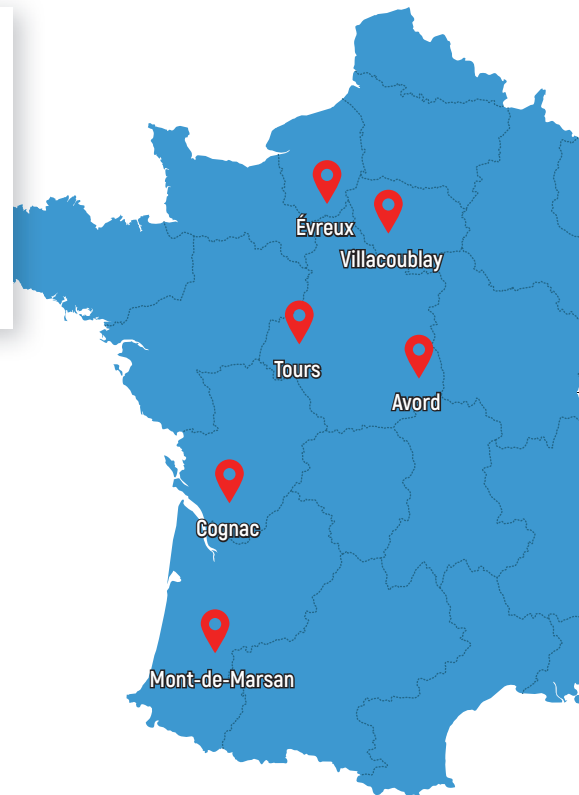 Évreux
Villacoublay
Tours
Avord
Cognac
Mont-de-Marsan